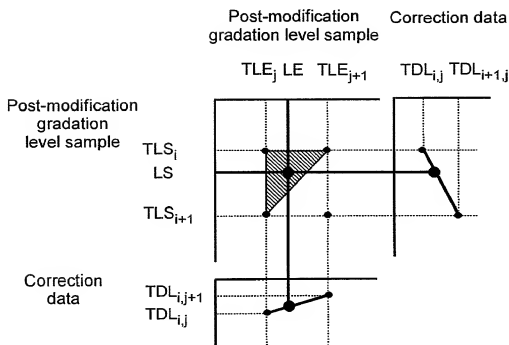 Post-modification
gradation level sample
Correction data
TLEj LE TLEj+1
TDLi,j TDLi+1,j
Post-modification
gradation
level sample
TLSi
LS
TLSi+1
Correction
data
TDLi,j+1
TDLi,j